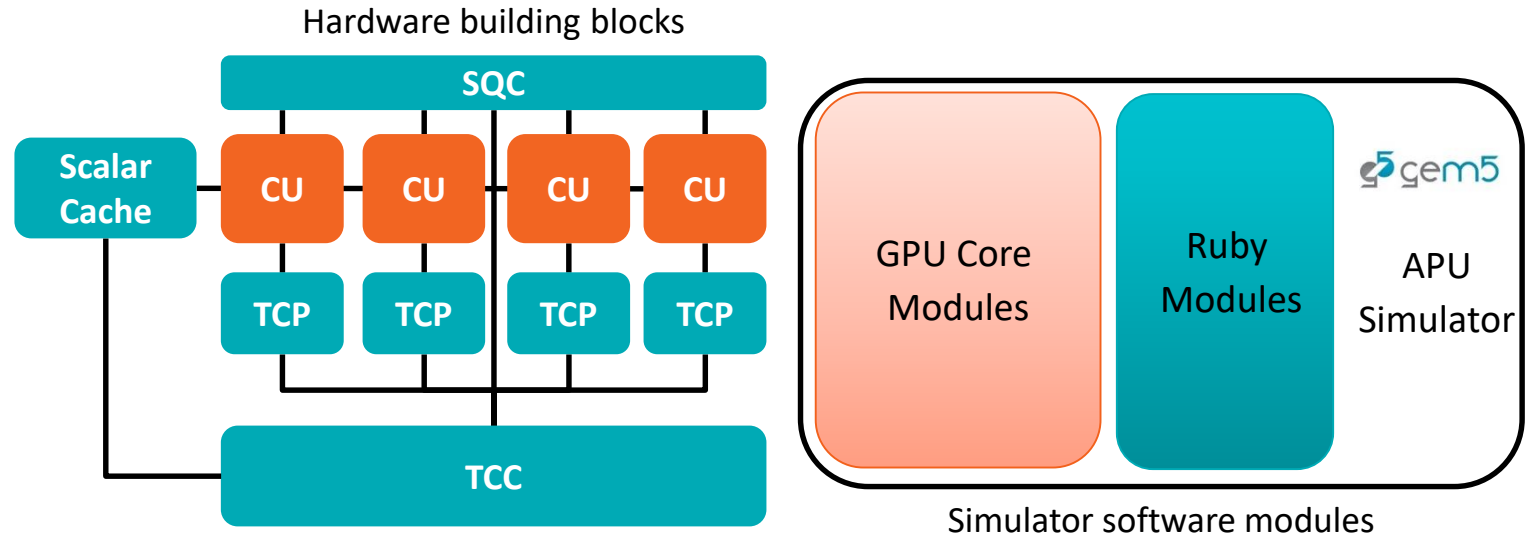 Hardware building blocks
SQC
Scalar
Cache
CU CU CU CU
TCP TCP TCP TCP
TCC
GPU Core
Modules
Ruby
Modules
gem5
APU
Simulator
Simulator software modules